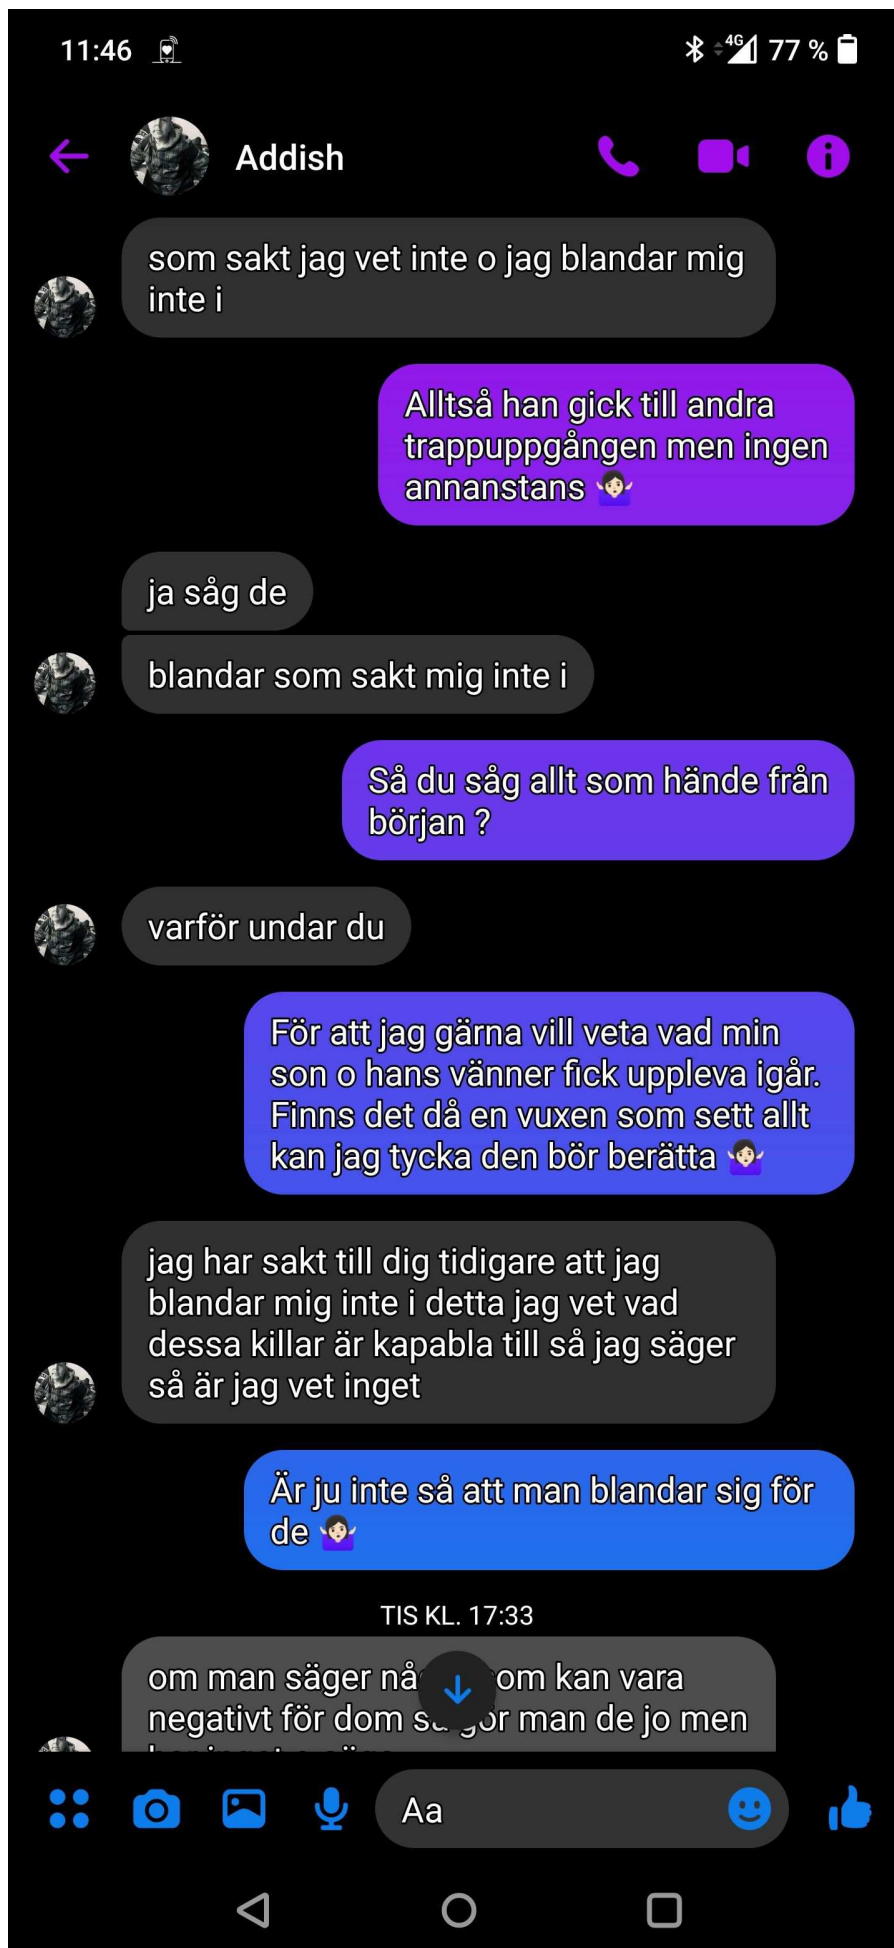 11:46
4G 77 %
Addish
som sakt jag vet inte o jag blandar mig
inte i
Alltså han gick till andra
trappuppgången men ingen
annanstans 🤷🏻‍♀️
ja såg de
blandar som sakt mig inte i
Så du såg allt som hände från
början ?
varför undar du
För att jag gärna vill veta vad min
son o hans vänner fick uppleva igår.
Finns det då en vuxen som sett allt
kan jag tycka den bör berätta 🤷🏻‍♀️
jag har sakt till dig tidigare att jag
blandar mig inte i detta jag vet vad
dessa killar är kapabla till så jag säger
så är jag vet inget
Är ju inte så att man blandar sig för
de 🤷🏻‍♀️
TIS KL. 17:33
om man säger kan vara
negativt för dom man de jo men
Aa